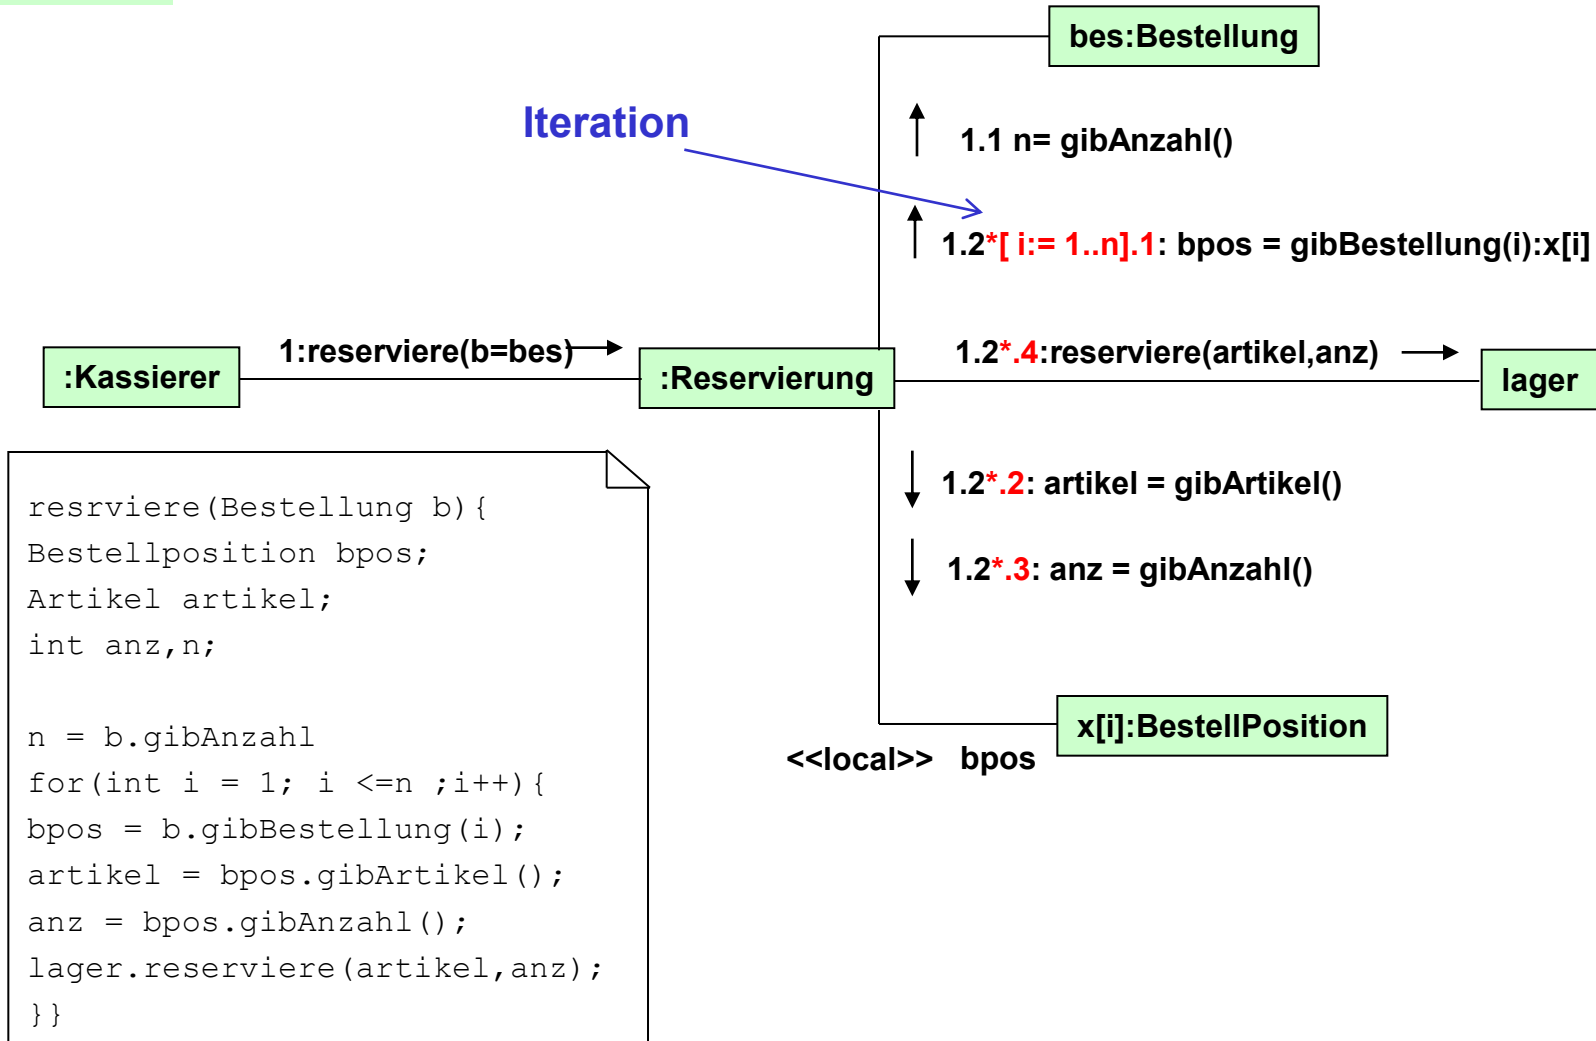 bes:Bestellung
Iteration
1.1 n= gibAnzahl()
1.2*[ i:= 1..n].1: bpos = gibBestellung(i):x[i]
1:reserviere(b=bes)
1.2*.4:reserviere(artikel,anz)
:Kassierer
:Reservierung
lager
1.2*.2: artikel = gibArtikel()
1.2*.3: anz = gibAnzahl()
x[i]:BestellPosition
<<local>> bpos
resrviere(Bestellung b){
Bestellposition bpos;
Artikel artikel;
int anz,n;
n = b.gibAnzahl
for(int i = 1; i <=n ;i++){
bpos = b.gibBestellung(i);
artikel = bpos.gibArtikel();
anz = bpos.gibAnzahl();
lager.reserviere(artikel,anz);
}}